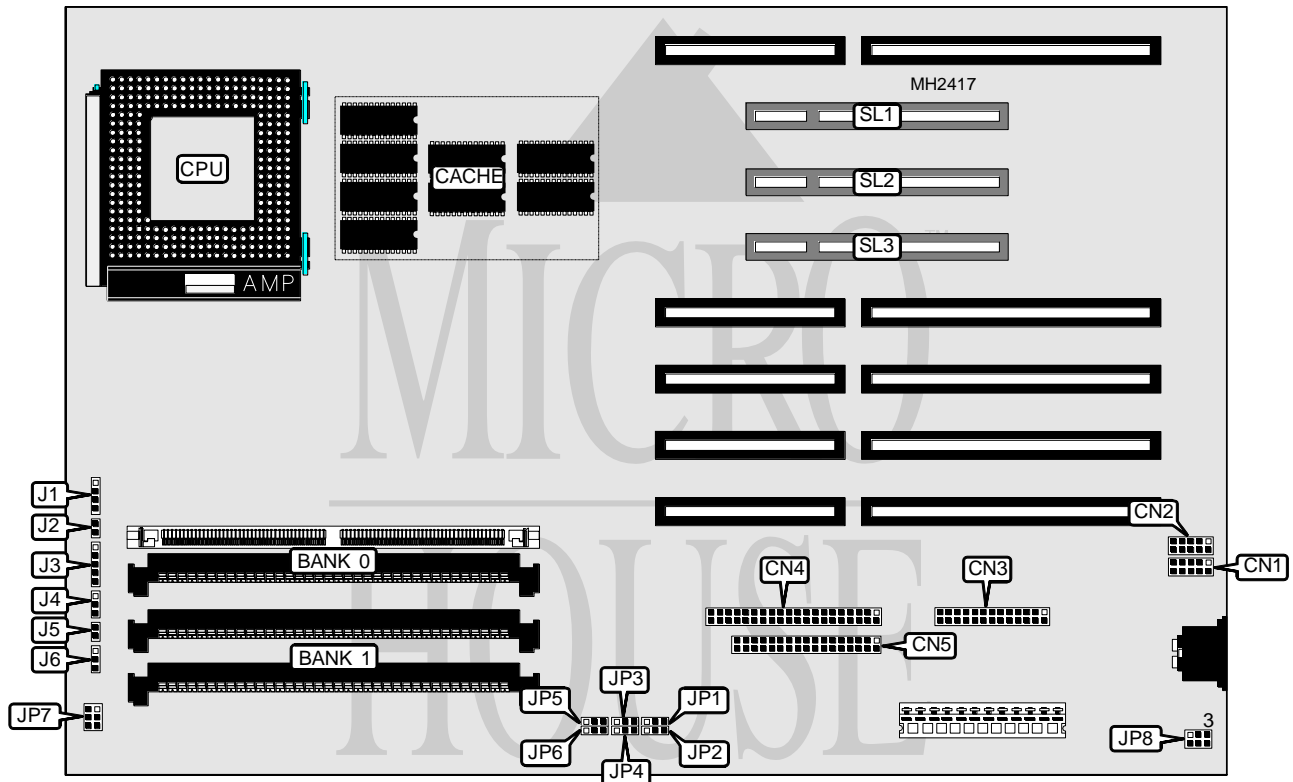 MH2417
SL1
CPU
CACHE
SL2
SL3
™
AMP
MICRO
HOUSE
J1
J2
J3
J4
J5
J6
JP7
BANK 0
BANK 1
CN2
CN1
CN4
CN3
CN5
JP5
JP3
JP1
JP6
JP4
JP2
3
JP8